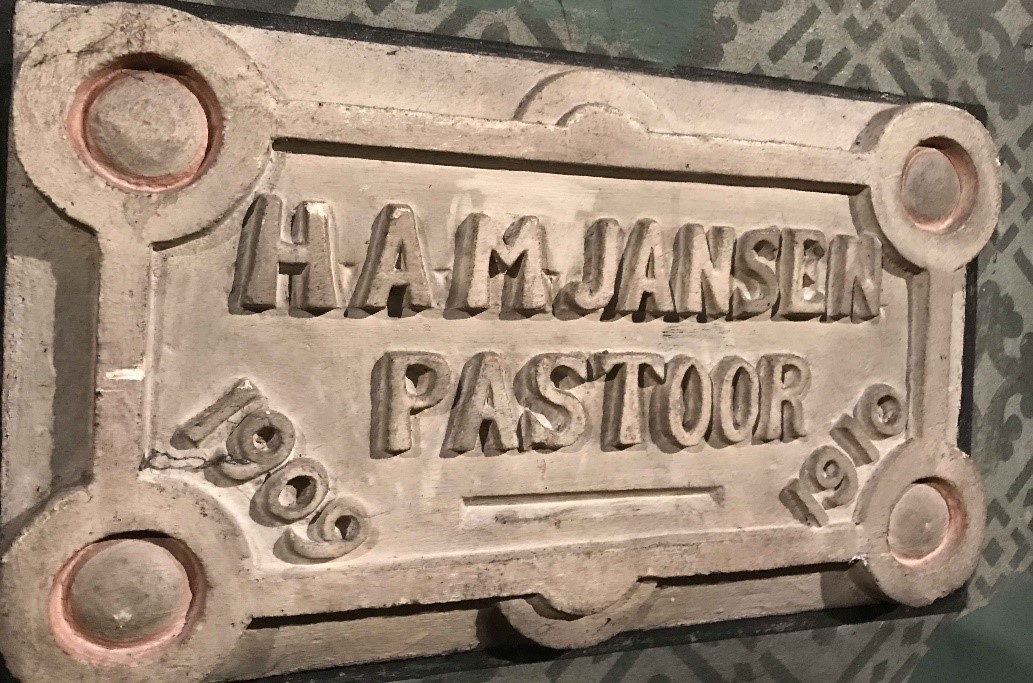 H A M JANSEN
PASTOOR
1909
1910